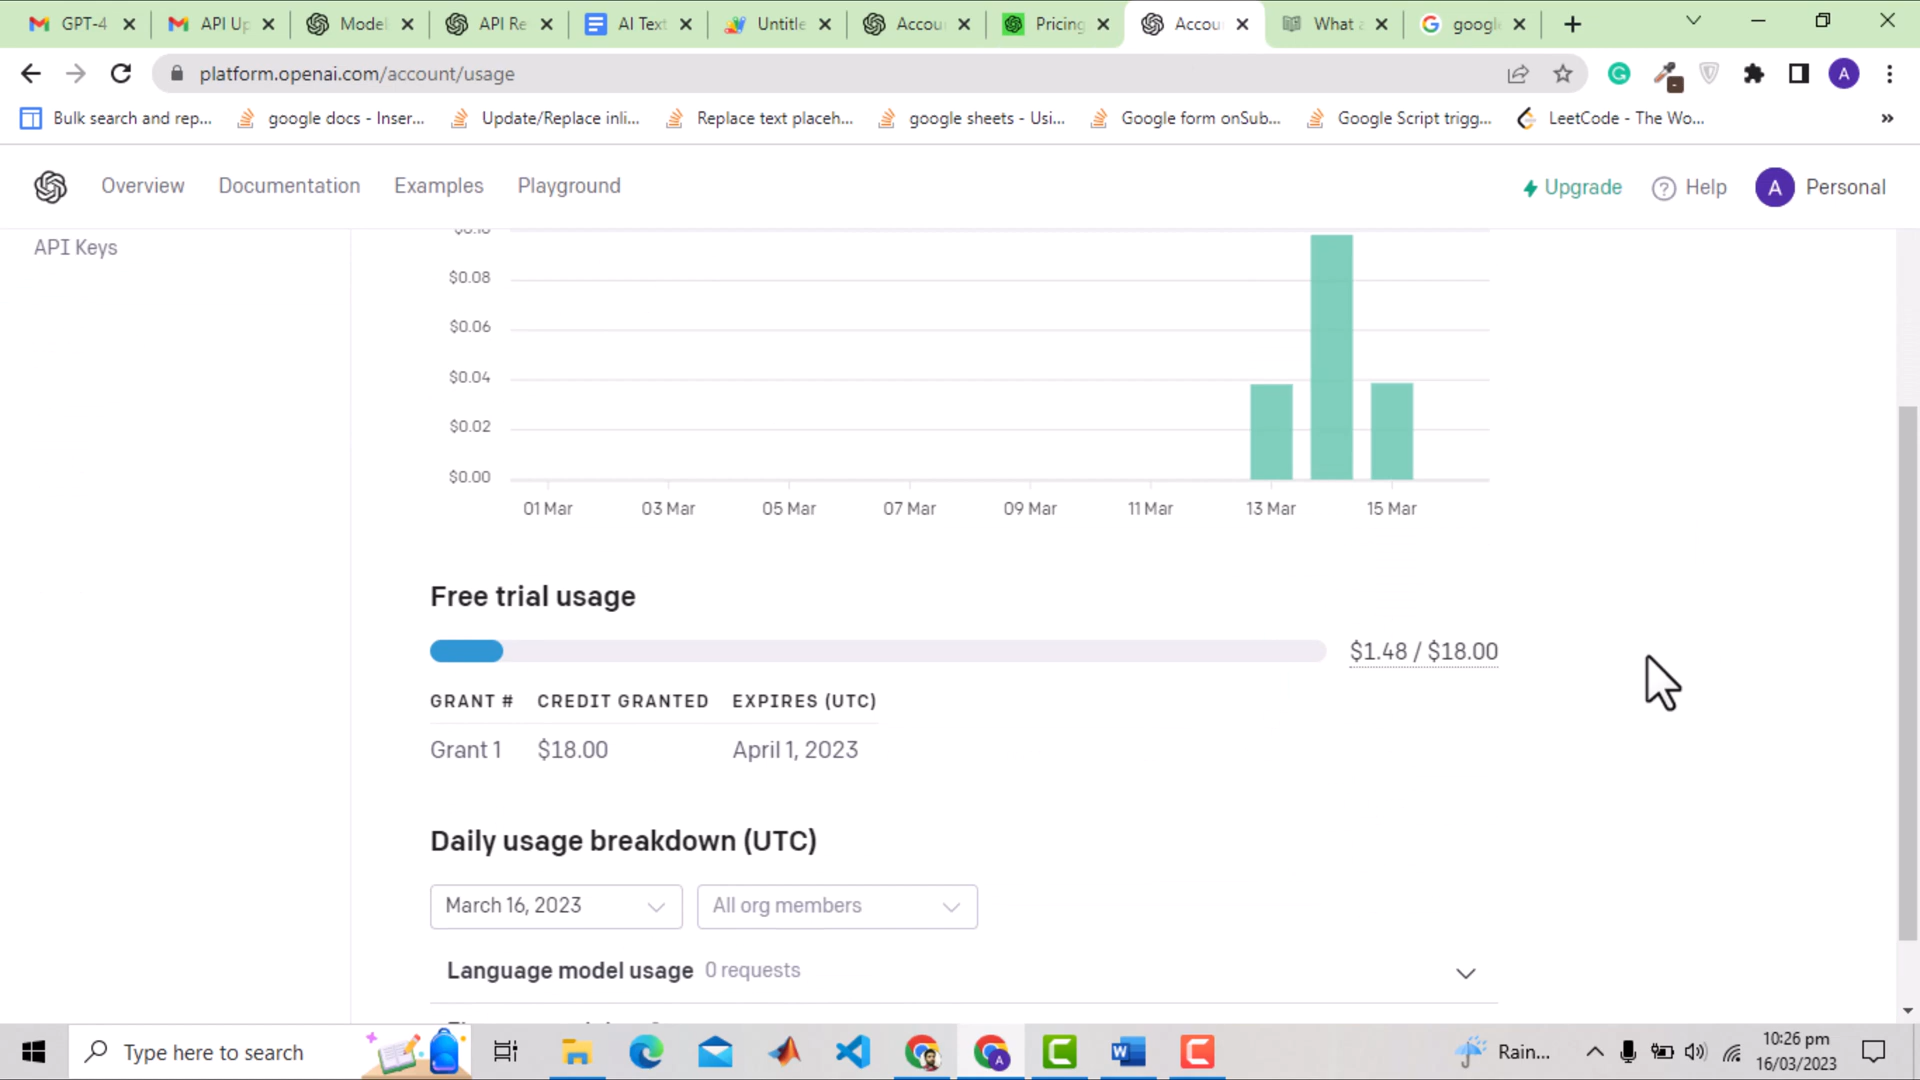 GPT-4
API Up
Model
API Re
AI Text
Untitle
Accou
Pricing
Accou
What a
google
platform.openai.com/account/usage
A
Bulk search and rep...
google docs - Inser...
Update/Replace inli...
Replace text placeh...
google sheets - Usi...
Google form onSub...
Google Script trigg...
LeetCode - The Wo...
»
Overview
Documentation
Examples
Playground
Upgrade
Help
A
Personal
API Keys
$0.10
$0.08
$0.06
$0.04
$0.02
$0.00
01 Mar
03 Mar
05 Mar
07 Mar
09 Mar
11 Mar
13 Mar
15 Mar
Free trial usage
$1.48 / $18.00
GRANT # CREDIT GRANTED EXPIRES (UTC)
Grant 1 $18.00 April 1, 2023
Daily usage breakdown (UTC)
March 16, 2023
All org members
Language model usage 0 requests
Type here to search
Rain...
10:26 pm
16/03/2023